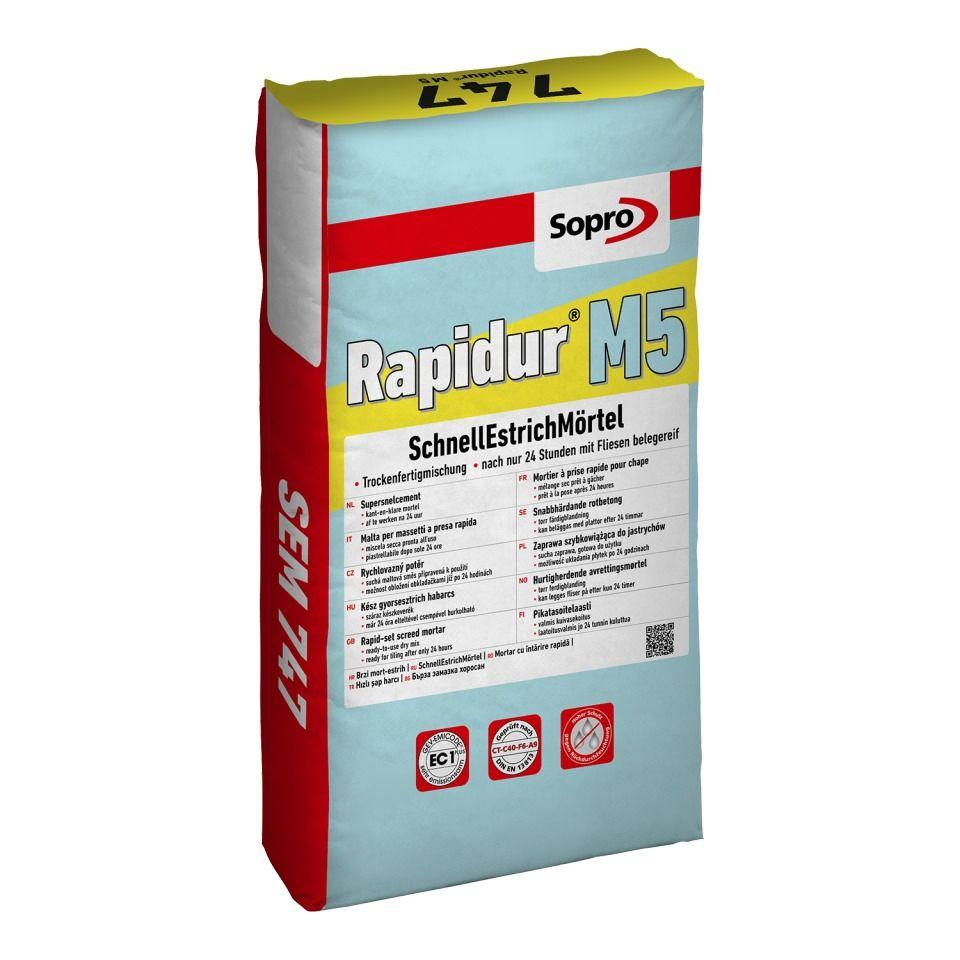 747
Rapidur® M5
Sopro
Rapidur® M5
SchnellEstrichMörtel
• Trockenfertigmischung • nach nur 24 Stunden mit Fliesen belegereif
NL Supersnelcement
• kant-en-klare mortel
• af te werken na 24 uur
IT Malta per massetti a presa rapida
• miscela secca pronta all'uso
• piastrellabile dopo sole 24 ore
CZ Rychlovazný potěr
• suchá maltová směs připravená k použití
• možnost obložení obkladačkami již po 24 hodinách
HU Kész gyorsesztrich habarcs
• száraz készkeverék
• már 24 óra elteltével csempével burkolható
GB Rapid-set screed mortar
• ready-to-use dry mix
• ready for tiling after only 24 hours
FR Mortier à prise rapide pour chape
• mélange sec prêt à gâcher
• prêt à la pose après 24 heures
SE Snabbhärdande rotbetong
• torr färdigblandning
• kan beläggas med plattor efter 24 timmar
PL Zaprawa szybkowiążąca do jastrychów
• sucha zaprawa, gotowa do użytku
• możliwość układania płytek po 24 godzinach
NO Hurtigherdende avrettingsmørtel
• tørr ferdigblanding
• kan legges fliser på etter kun 24 timer
FI Pikatasoitelaasti
• valmis kuivasekoitus
• laatoitusvalmis jo 24 tunnin kuluttua
HR Brzi mort-estrih | RU SchnellEstrichMörtel | RO Mortar cu întărire rapidă |
TR Hızlı şap harcı | BG Бърза замазка хоросан
GEV-EMICODE
EC 1 PLUS
sehr emissionsarm
Geprüft nach
CT-C40-F6-A9
DIN EN 13 813
Hoher Schutz
gegen Rückdurchfeuchtung
SEM 747